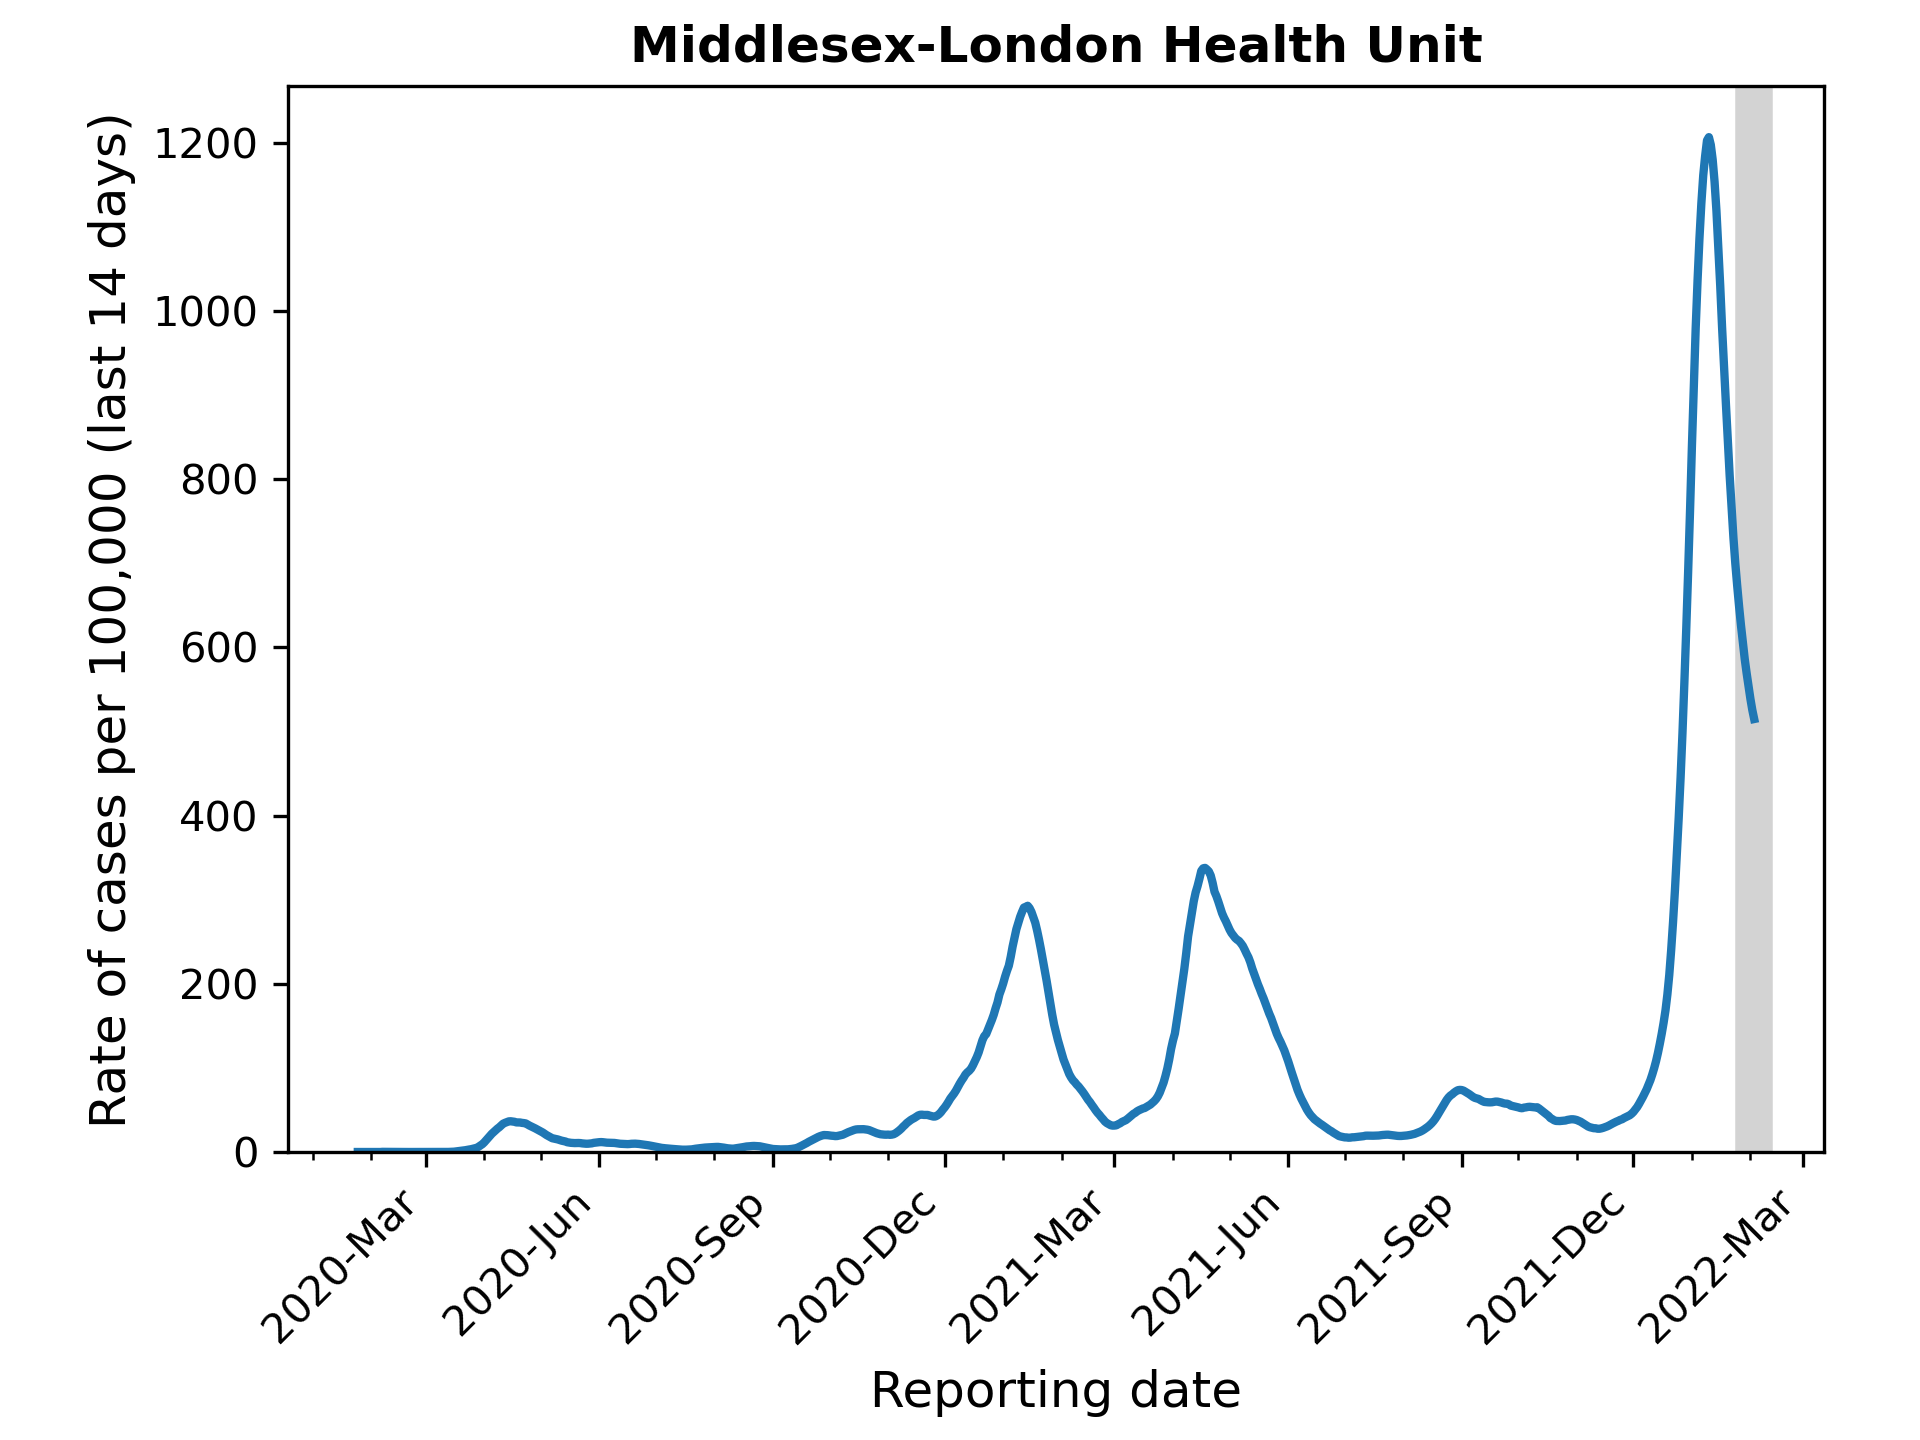 Middlesex-London Health Unit
Rate of cases per 100,000 (last 14 days)
1200
1000
800
600
400
200
0
2020-Mar
2020-Jun
2020-Sep
2020-Dec
2021-Mar
2021-Jun
2021-Sep
2021-Dec
2022-Mar
Reporting date